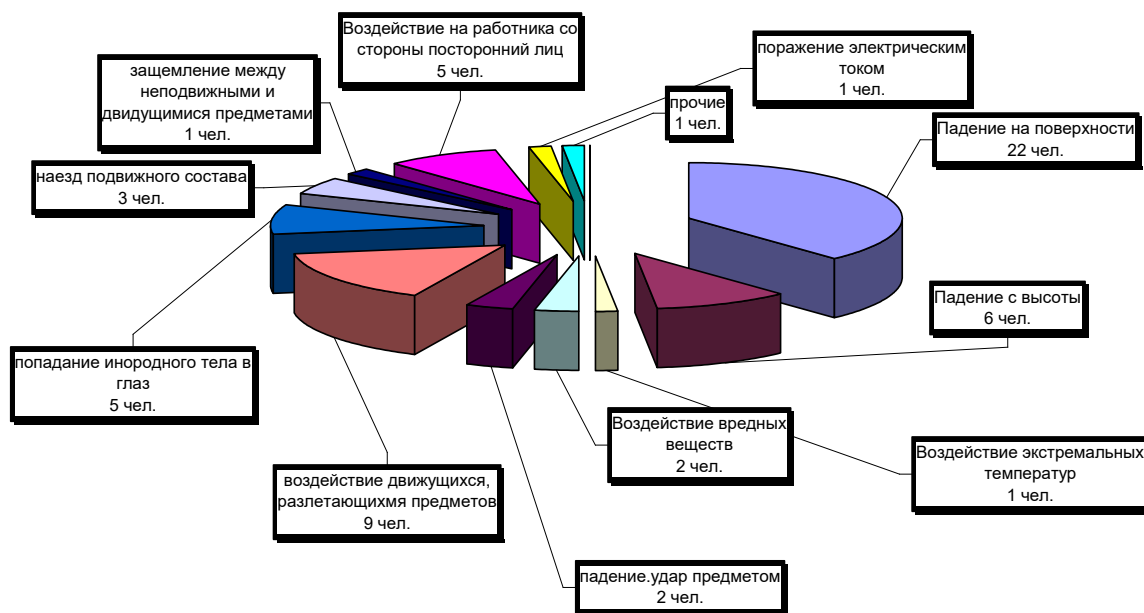 Воздействие на работника со
стороны посторонний лиц
5 чел.
поражение электрическим
током
1 чел.
защемление между
неподвижными и
двидущимися предметами
1 чел.
прочие
1 чел.
Падение на поверхности
22 чел.
наезд подвижного состава
3 чел.
Падение с высоты
6 чел.
попадание инородного тела в
глаз
5 чел.
Воздействие вредных
веществ
2 чел.
Воздействие экстремальных
температур
1 чел.
воздействие движущихся,
разлетающихмя предметов
9 чел.
падение.удар предметом
2 чел.